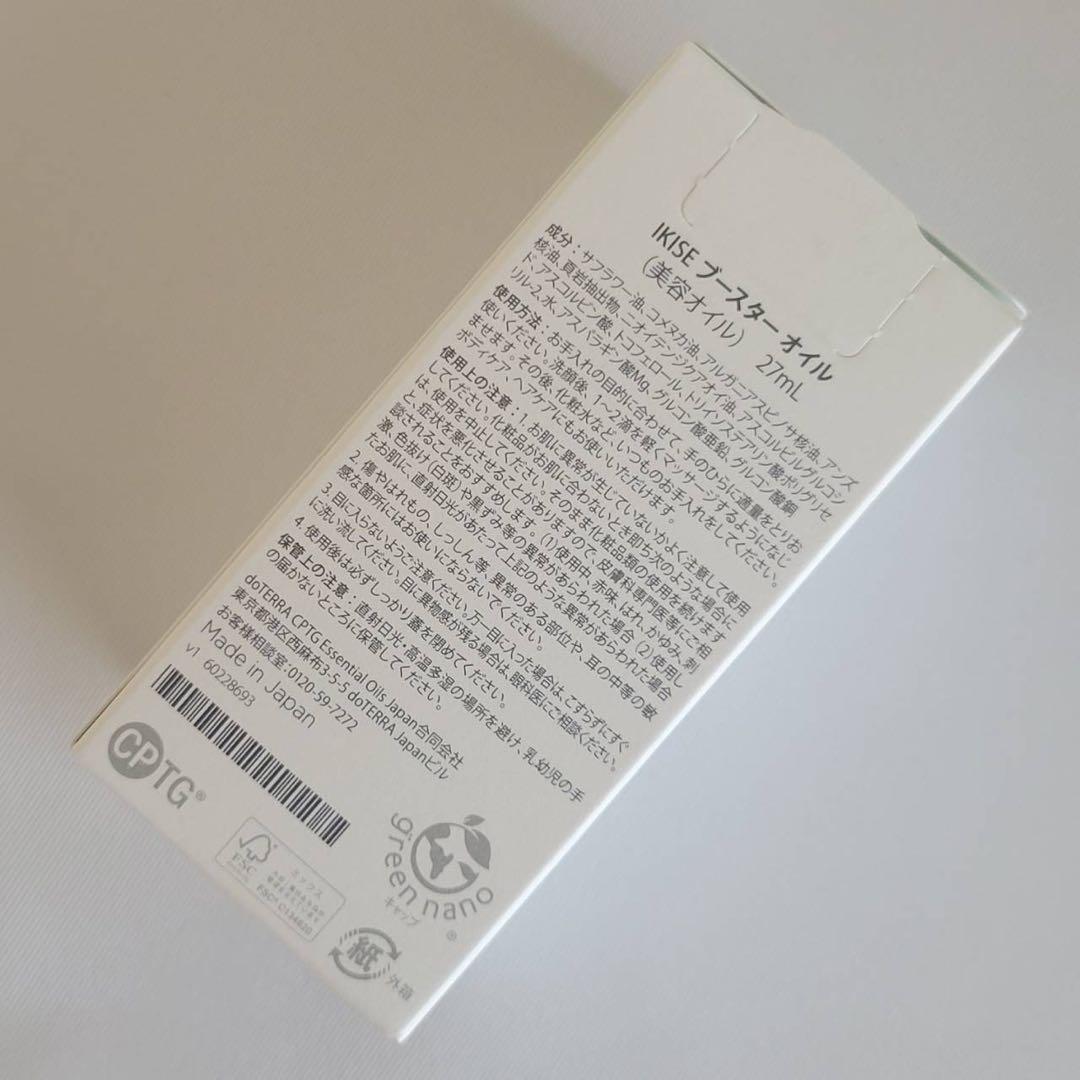 IKISE ブースター オイル
(美容オイル) 27mL
成分：サフラワー油、コメヌカ油、アルガニアスピノサ核油、アンズ
核油、頁岩抽出物、ニオイテンジクアオイ油、アスコルビルグルコシ
ド、アスコルビン酸、トコフェロール、トリイソステアリン酸ポリグリセ
リル-2、水、アスパラギン酸Mg、グルコン酸亜鉛、グルコン酸銅
使用方法：お手入れの目的に合わせて、手のひらに適量をとりお
使いください。洗顔後、1~2滴を軽くマッサージするようになじ
ませます。その後、化粧水など、いつものお手入れをしてください。
ボディケア、ヘアケアにもお使いいただけます。
使用上の注意：1. お肌に異常が生じていないかよく注意して使用
してください。化粧品がお肌に合わないとき即ち次のような場合に
は、使用を中止してください。そのまま化粧品類の使用を続けます
と、症状を悪化させることがありますので、皮膚科専門医等にご相
談されることをおすすめします。(1)使用中、赤味、はれ、かゆみ、刺
激、色抜け(白斑)や黒ずみ等の異常があらわれた場合 (2)使用し
たお肌に、直射日光があたって上記のような異常があらわれた場合
2. 傷やはれもの、しっしん等、異常のある部位や、耳の中等の敏
感な箇所にはお使いにならないでください。
3. 目に入らないようご注意ください。万一目に入った場合は、こすらずにすぐ
に洗い流してください。目に異物感が残る場合は、眼科医にご相談ください。
4. 使用後は必ずしっかり蓋を閉めてください。
保管上の注意：直射日光・高温多湿の場所を避け、乳幼児の手
の届かないところに保管してください。
doTERRA CPTG Essential Oils Japan合同会社
東京都港区西麻布3-5-5 doTERRA Japanビル
お客様相談室：0120-59-7272
Made in Japan
v1 60228693
CPTG®
green nano®
キャップ
FSC
ミックス
FSC® C134620
紙
外箱